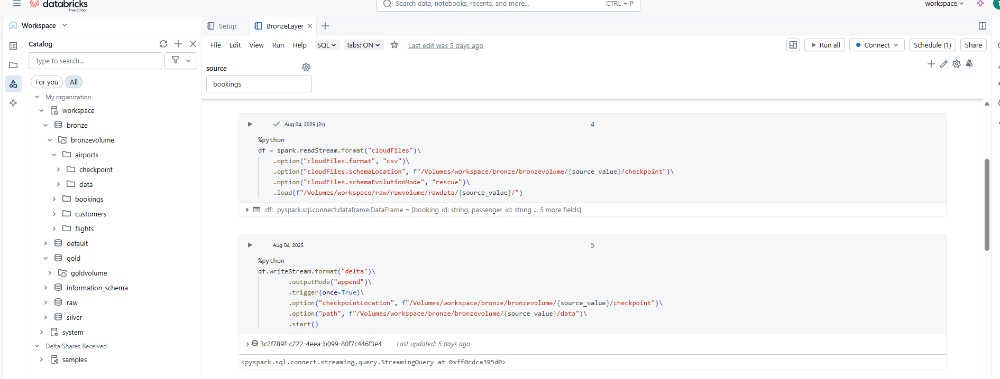 databricks
Free Edition
Search data, notebooks, recents, and more...
CTRL + P
workspace
Workspace
Setup
BronzeLayer
Catalog
File
Edit
View
Run
Help
SQL
Tabs: ON
Last edit was 5 days ago
Run all
Connect
Schedule (1)
Share
Type to search...
source
bookings
For you
All
My organization
workspace
bronze
bronzevolume
airports
checkpoint
data
bookings
customers
flights
default
gold
goldvolume
information_schema
raw
silver
system
Delta Shares Received
samples
Aug 04, 2025 (2s)
4
%python
df = spark.readStream.format("cloudFiles")\
.option("cloudFiles.format", "csv")\
.option("cloudFiles.schemaLocation", f"/Volumes/workspace/bronze/bronzevolume/{source_value}/checkpoint")\
.option("cloudFiles.schemaEvolutionMode", "rescue")\
.load(f"/Volumes/workspace/raw/rawvolume/rawdata/{source_value}/")
df: pyspark.sql.connect.dataframe.DataFrame = [booking_id: string, passenger_id: string ... 5 more fields]
Aug 04, 2025
5
%python
df.writeStream.format("delta")\
.outputMode("append")\
.trigger(once=True)\
.option("checkpointLocation", f"/Volumes/workspace/bronze/bronzevolume/{source_value}/checkpoint")\
.option("path", f"/Volumes/workspace/bronze/bronzevolume/{source_value}/data")\
.start()
3c2f789f-c222-4eea-b099-80f7c446f3e4
Last updated: 5 days ago
<pyspark.sql.connect.streaming.query.StreamingQuery at 0xff0cdca395d0>